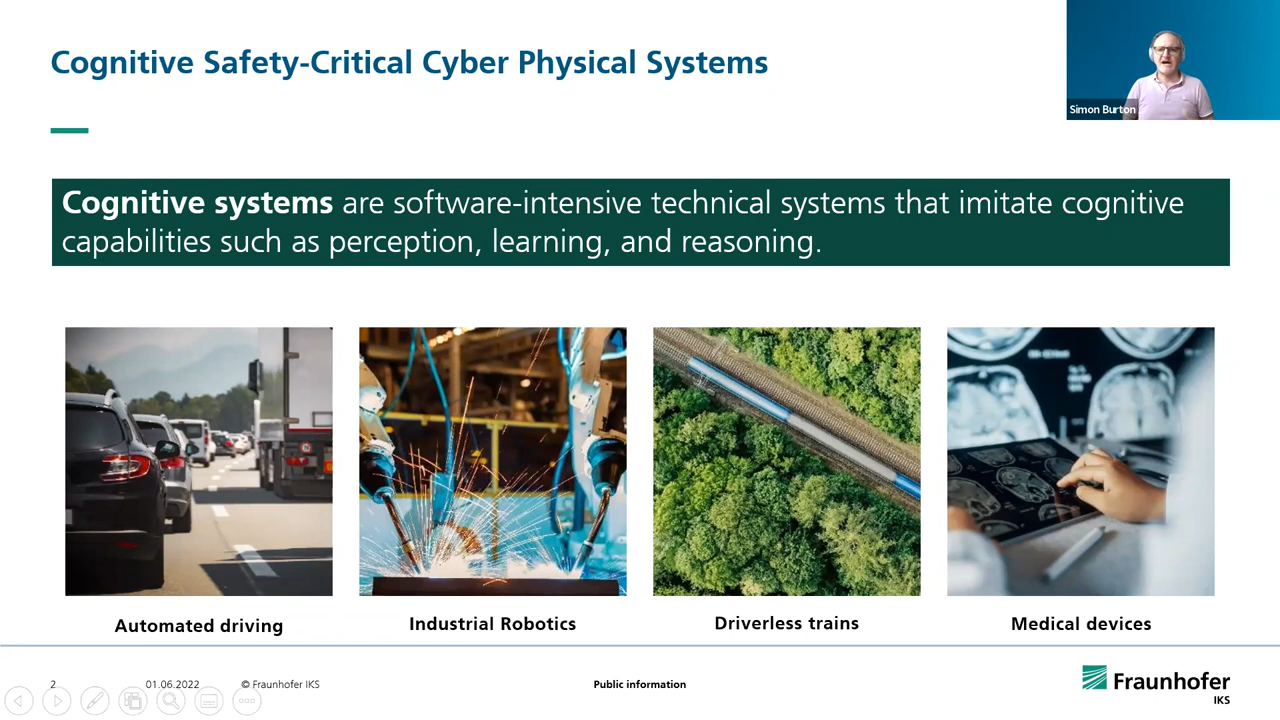 Cognitive Safety-Critical Cyber Physical Systems
Simon Burton
Cognitive systems are software-intensive technical systems that imitate cognitive
capabilities such as perception, learning, and reasoning.
Automated driving
Industrial Robotics
Driverless trains
Medical devices
2
01.06.2022
© Fraunhofer IKS
Public information
Fraunhofer
IKS